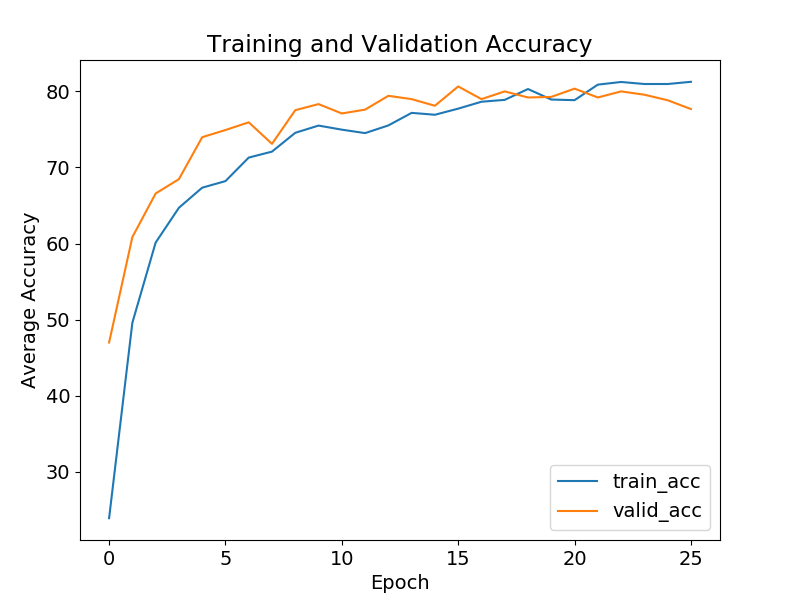 Training and Validation Accuracy
Average Accuracy
80
70
60
50
40
30
train_acc
valid_acc
0 5 10 15 20 25
Epoch